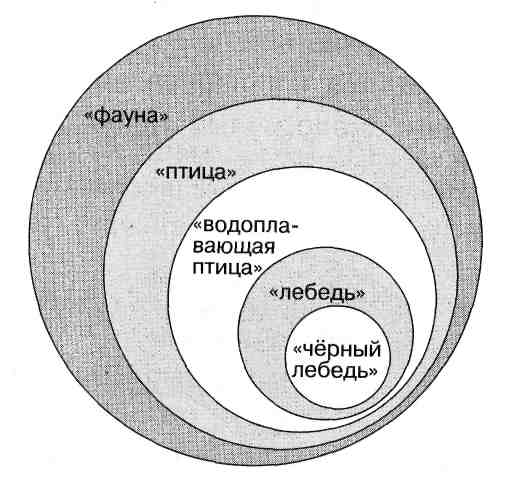 «фауна»
«птица»
«водопла-
вающая
птица»
«лебедь»
«чёрный
лебедь»